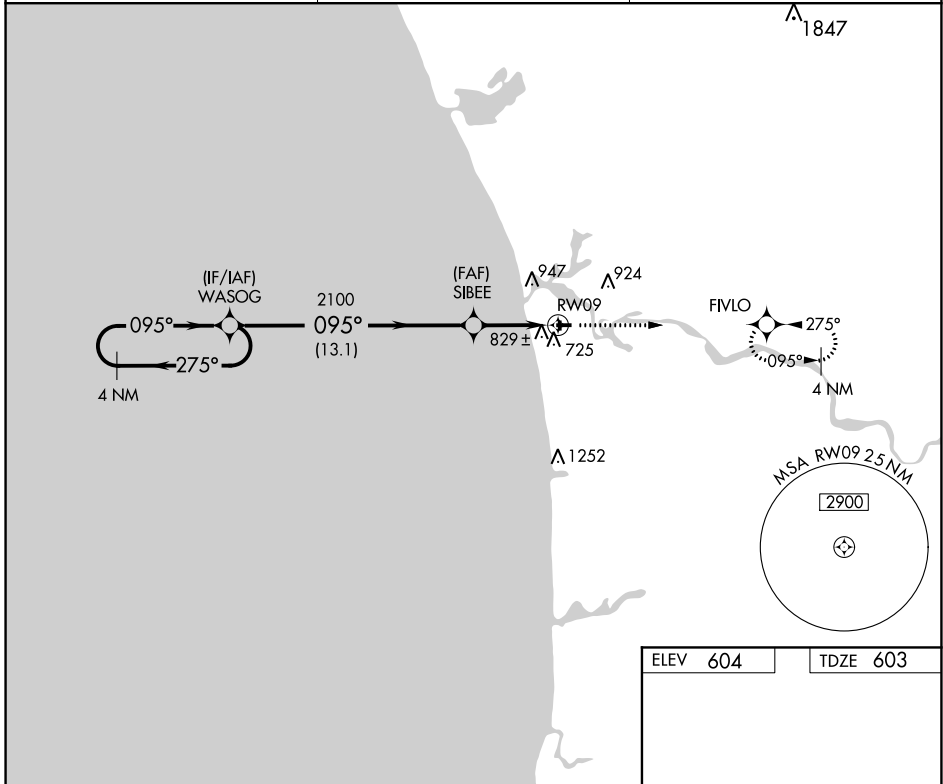 1847
(IF/IAF)
WASOG
2100
095°
(13.1)
095°
275°
4 NM
(FAF)
SIBEE
947
924
RW09
829 ±
725
FIVLO
275°
095°
4 NM
1252
MSA RW09 25 NM
2900
ELEV 604
TDZE 603